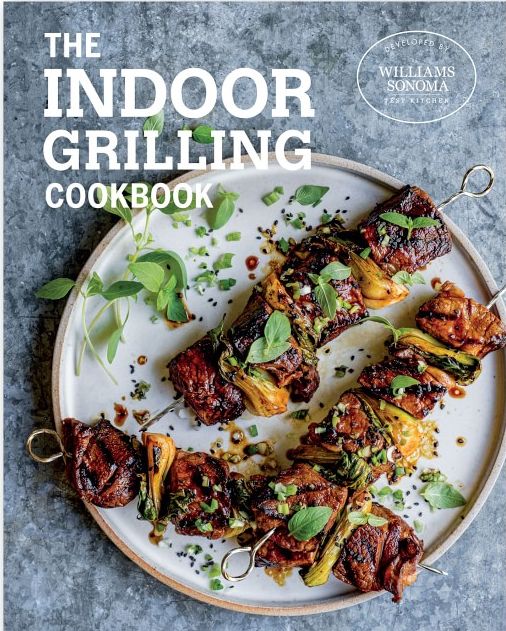 THE
INDOOR
GRILLING
COOKBOOK
DEVELOPED BY
WILLIAMS
SONOMA
TEST KITCHEN